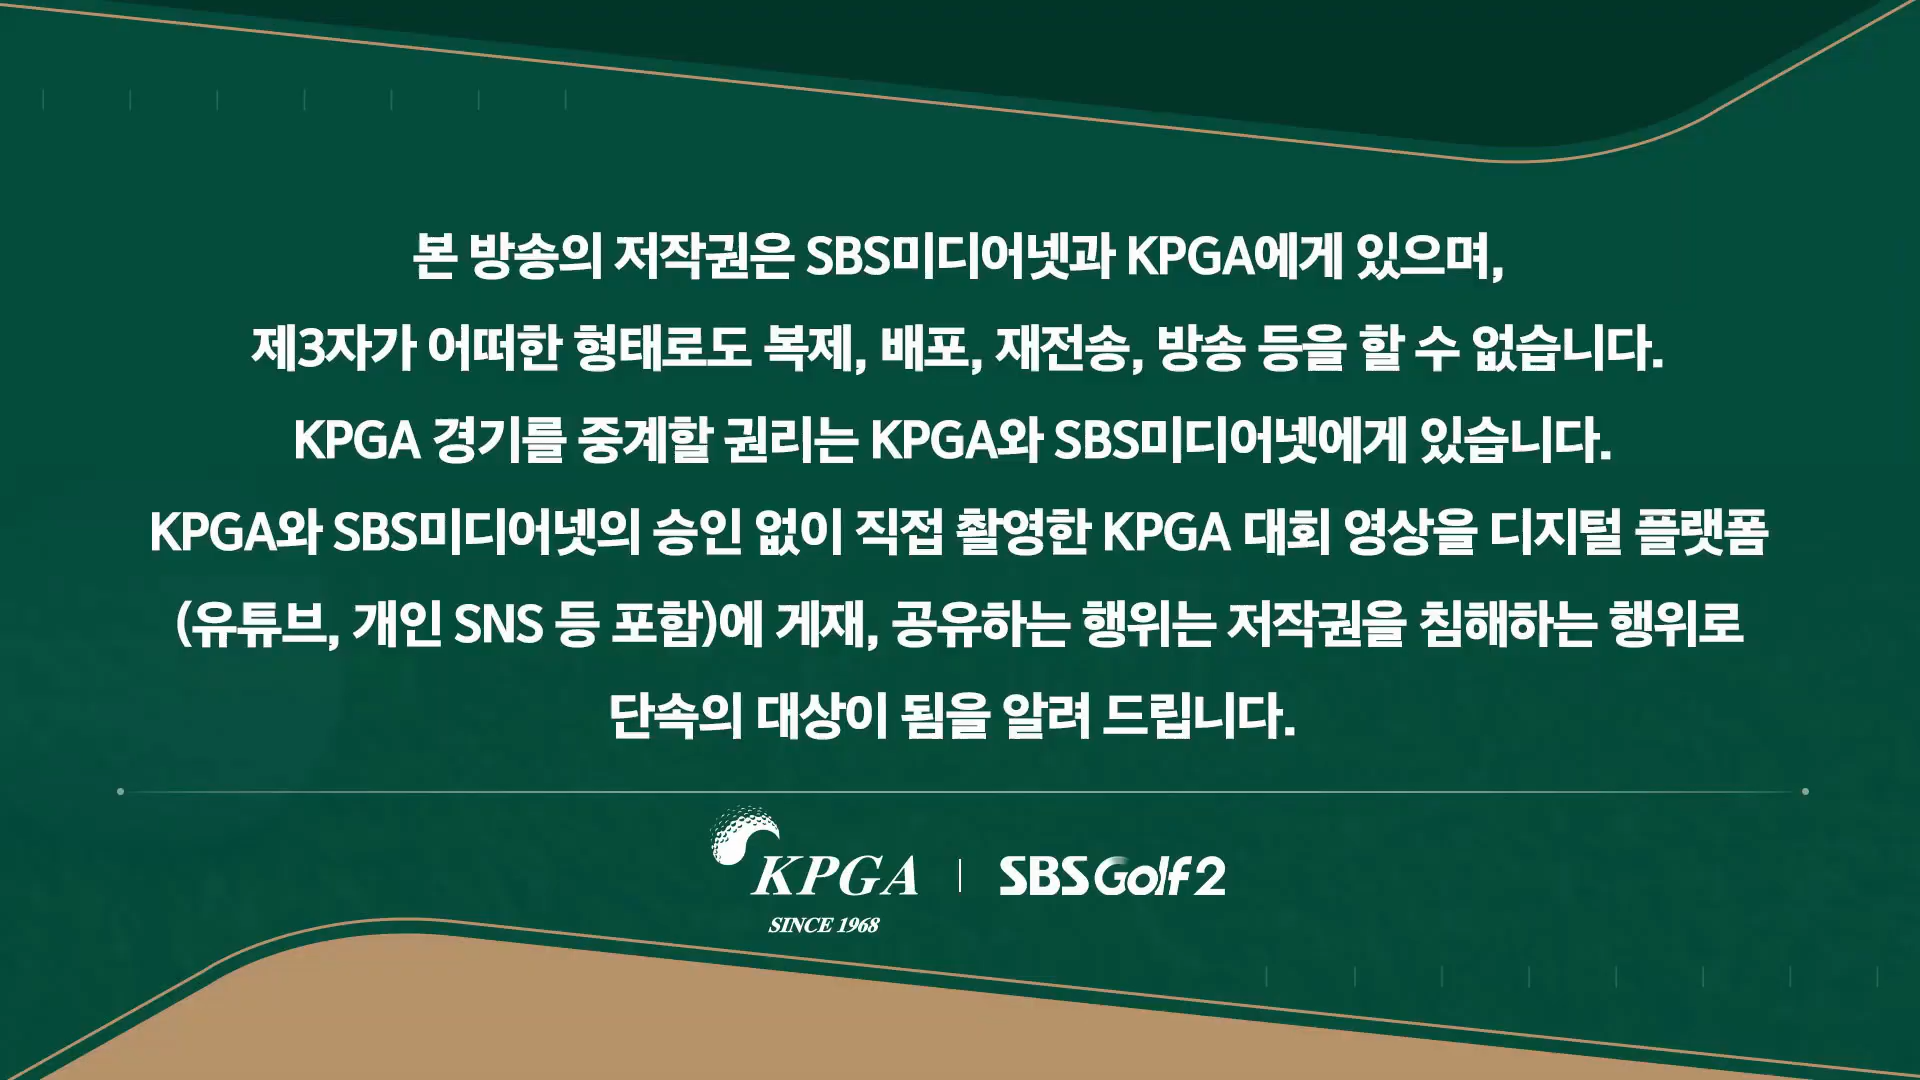 본 방송의 저작권은 SBS미디어넷과 KPGA에게 있으며,
제3자가 어떠한 형태로도 복제, 배포, 재전송, 방송 등을 할 수 없습니다.
KPGA 경기를 중계할 권리는 KPGA와 SBS미디어넷에게 있습니다.
KPGA와 SBS미디어넷의 승인 없이 직접 촬영한 KPGA 대회 영상을 디지털 플랫폼
(유튜브, 개인 SNS 등 포함)에 게재, 공유하는 행위는 저작권을 침해하는 행위로
단속의 대상이 됨을 알려 드립니다.
KPGA | SBS Golf 2
SINCE 1968